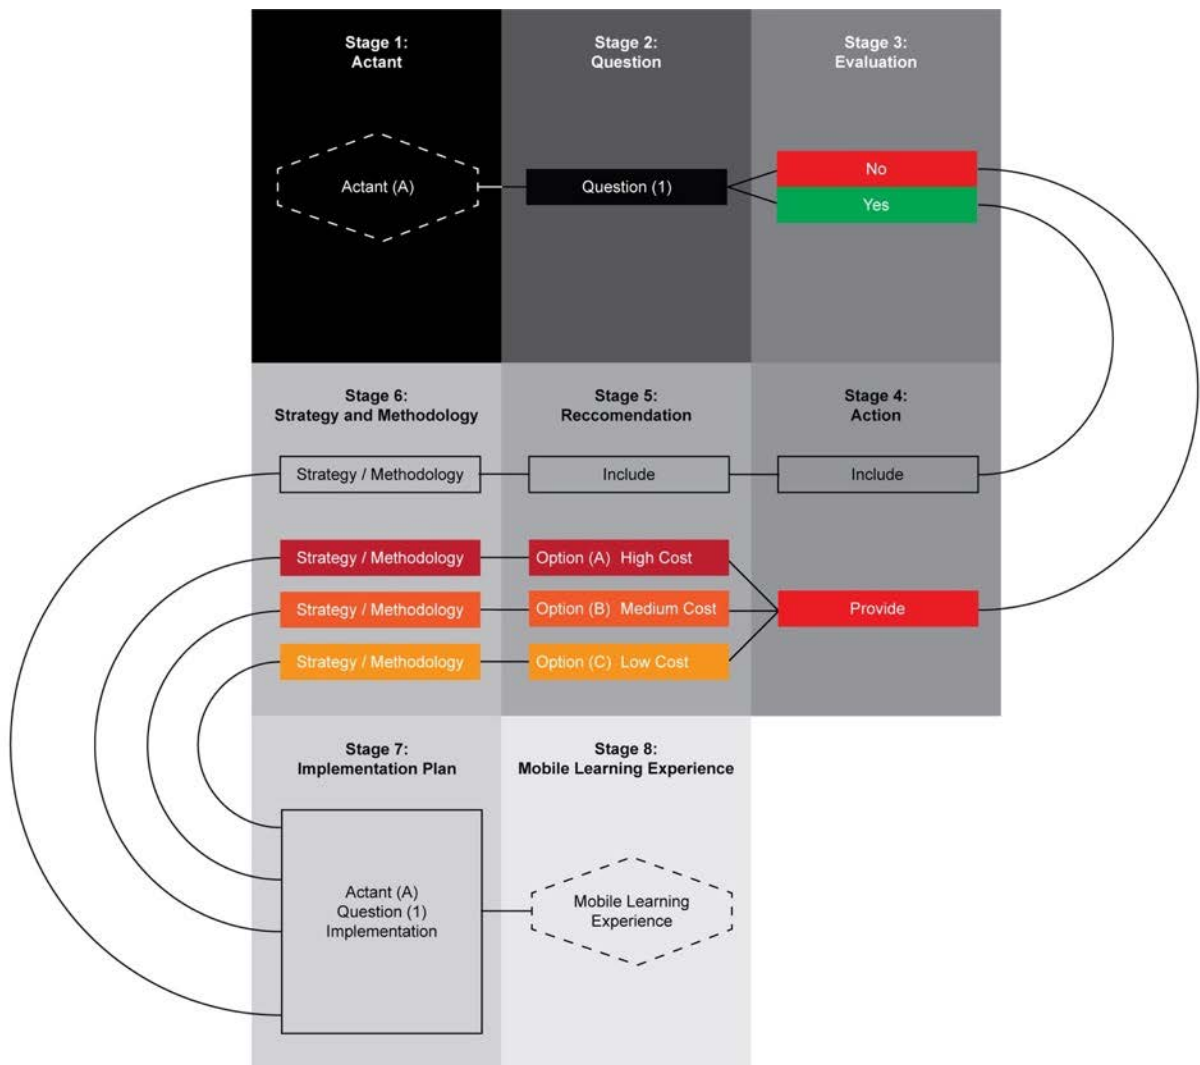 Stage 1:
Actant
Stage 2:
Question
Stage 3:
Evaluation
Actant (A)
Question (1)
No
Yes
Stage 6:
Strategy and Methodology
Stage 5:
Reccomendation
Stage 4:
Action
Strategy / Methodology
Include
Include
Strategy / Methodology
Option (A) High Cost
Strategy / Methodology
Option (B) Medium Cost
Provide
Strategy / Methodology
Option (C) Low Cost
Stage 7:
Implementation Plan
Stage 8:
Mobile Learning Experience
Actant (A)
Question (1)
Implementation
Mobile Learning
Experience